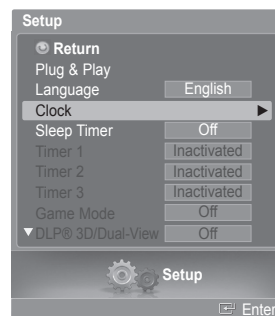 Setup
Return
Plug & Play
Language English
Clock
Sleep Timer Off
Timer 1 Inactivated
Timer 2 Inactivated
Timer 3 Inactivated
Game Mode Off
DLP® 3D/Dual-View Off
Setup
Enter